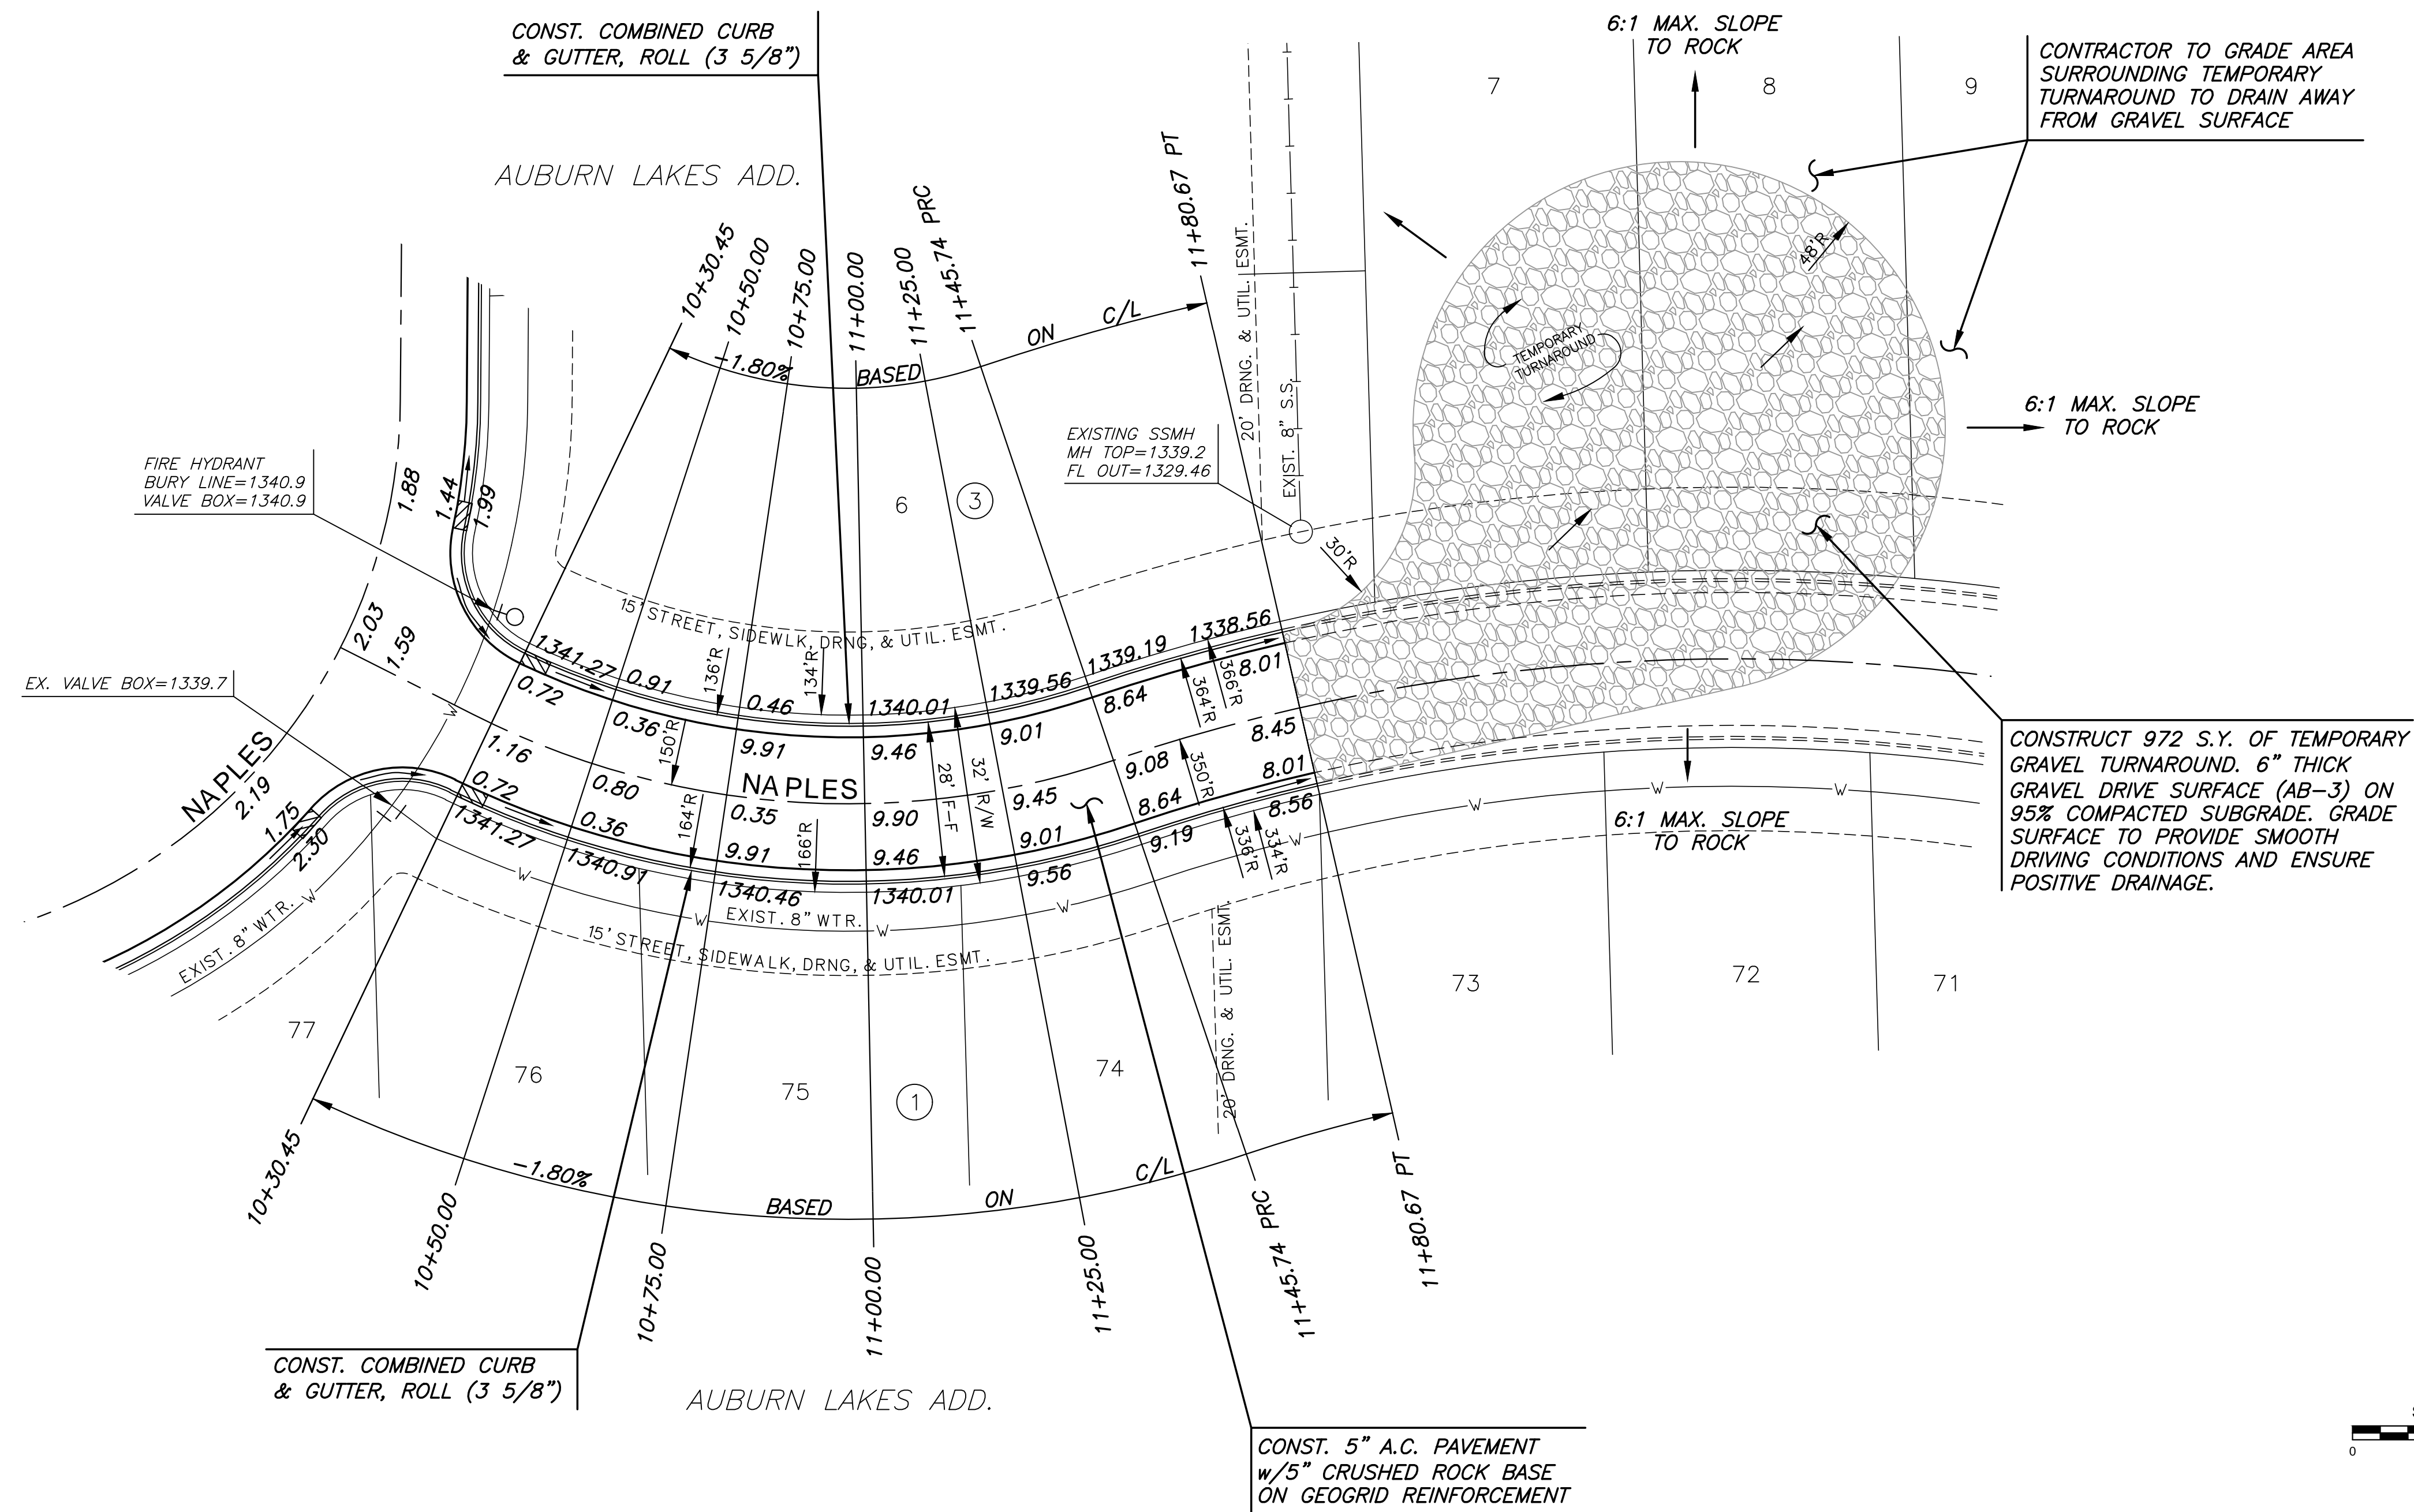 CONST. COMBINED CURB
& GUTTER, ROLL (3 5/8")
6:1 MAX. SLOPE
TO ROCK
CONTRACTOR TO GRADE AREA
SURROUNDING TEMPORARY
TURNAROUND TO DRAIN AWAY
FROM GRAVEL SURFACE
7
8
9
AUBURN LAKES ADD.
10+30.45
10+50.00
10+75.00
11+00.00
11+25.00
11+45.74 PRC
11+80.67 PT
-1.80%
BASED
ON
C/L
20' DRNG. & UTIL. ESMT.
EXIST. 8" S.S.
48'R
TEMPORARY
TURNAROUND
6:1 MAX. SLOPE
TO ROCK
EXISTING SSMH
MH TOP=1339.2
FL OUT=1329.46
FIRE HYDRANT
BURY LINE=1340.9
VALVE BOX=1340.9
1.88
1.44
1.99
6
3
30'R
2.03
1.59
15' STREET, SIDEWLK, DRNG, & UTIL. ESMT.
1341.27
0.91
136'R
134'R
0.46
1340.01
1339.56
1339.19
1338.56
0.72
0.36
150'R
9.91
9.46
9.01
8.64
364'R
366'R
8.01
EX. VALVE BOX=1339.7
W
NAPLES
2.19
1.75
2.30
1.16
0.80
NAPLES
0.35
9.90
28' F-F
32' R/W
9.45
9.08
350'R
8.45
0.72
0.36
164'R
9.91
166'R
9.46
9.01
8.64
8.01
1341.27
1340.91
1340.46
1340.01
9.56
9.19
336'R
334'R
8.56
EXIST. 8" WTR.
W
W
W
EXIST. 8" WTR.
W
W
W
W
W
W
15' STREET, SIDEWALK, DRNG, & UTIL. ESMT.
6:1 MAX. SLOPE
TO ROCK
CONSTRUCT 972 S.Y. OF TEMPORARY
GRAVEL TURNAROUND. 6" THICK
GRAVEL DRIVE SURFACE (AB-3) ON
95% COMPACTED SUBGRADE. GRADE
SURFACE TO PROVIDE SMOOTH
DRIVING CONDITIONS AND ENSURE
POSITIVE DRAINAGE.
20' DRNG. & UTIL. ESMT.
77
76
75
1
74
73
72
71
-1.80%
BASED
ON
C/L
10+30.45
10+50.00
10+75.00
11+00.00
11+25.00
11+45.74 PRC
11+80.67 PT
CONST. COMBINED CURB
& GUTTER, ROLL (3 5/8")
AUBURN LAKES ADD.
CONST. 5" A.C. PAVEMENT
w/5" CRUSHED ROCK BASE
ON GEOGRID REINFORCEMENT
0